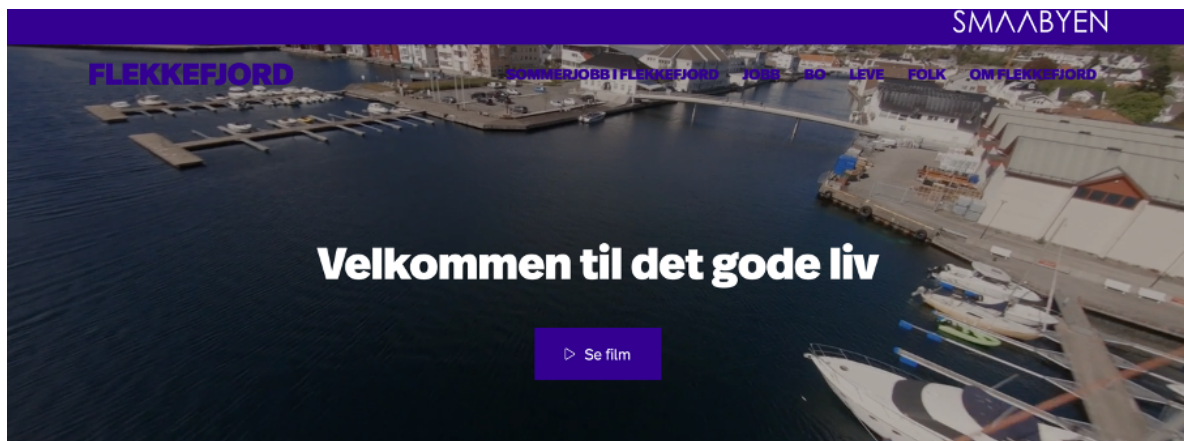 SMAABYEN
FLEKKEFJORD
SOMMERJOBB I FLEKKEFJORD JOBB BO LEVE FOLK OM FLEKKEFJORD
Velkommen til det gode liv
Se film